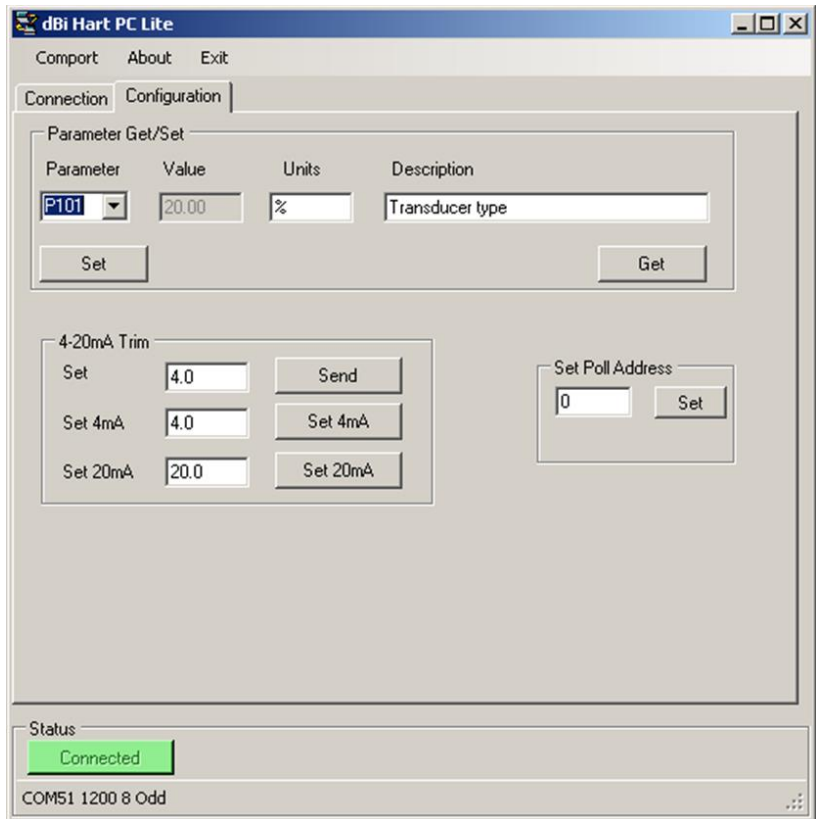 dBi Hart PC Lite
Comport About Exit
Connection Configuration
Parameter Get/Set
Parameter Value Units Description
P101 20.00 % Transducer type
Set Get
4-20mA Trim
Set 4.0 Send
Set 4mA 4.0 Set 4mA
Set 20mA 20.0 Set 20mA
Set Poll Address
0 Set
Status
Connected
COM51 1200 8 Odd